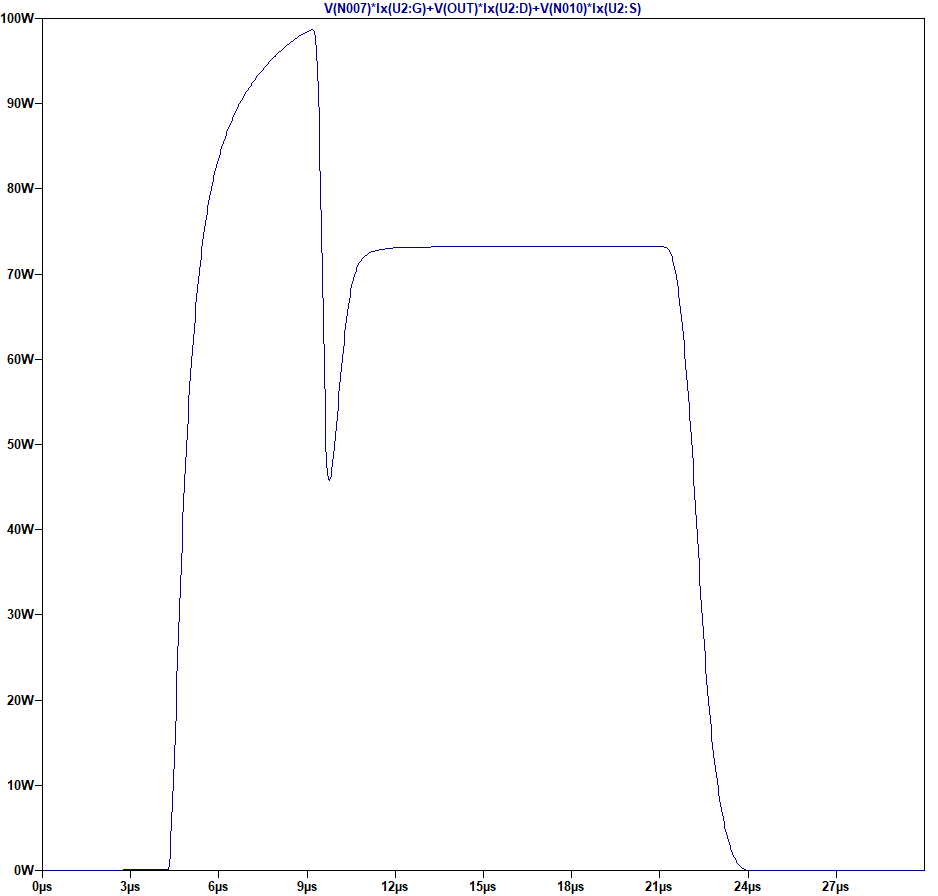 V(N007)*Ix(U2:G)+V(OUT)*Ix(U2:D)+V(N010)*Ix(U2:S)
100W
90W
80W
70W
60W
50W
40W
30W
20W
10W
0W
0µs 3µs 6µs 9µs 12µs 15µs 18µs 21µs 24µs 27µs